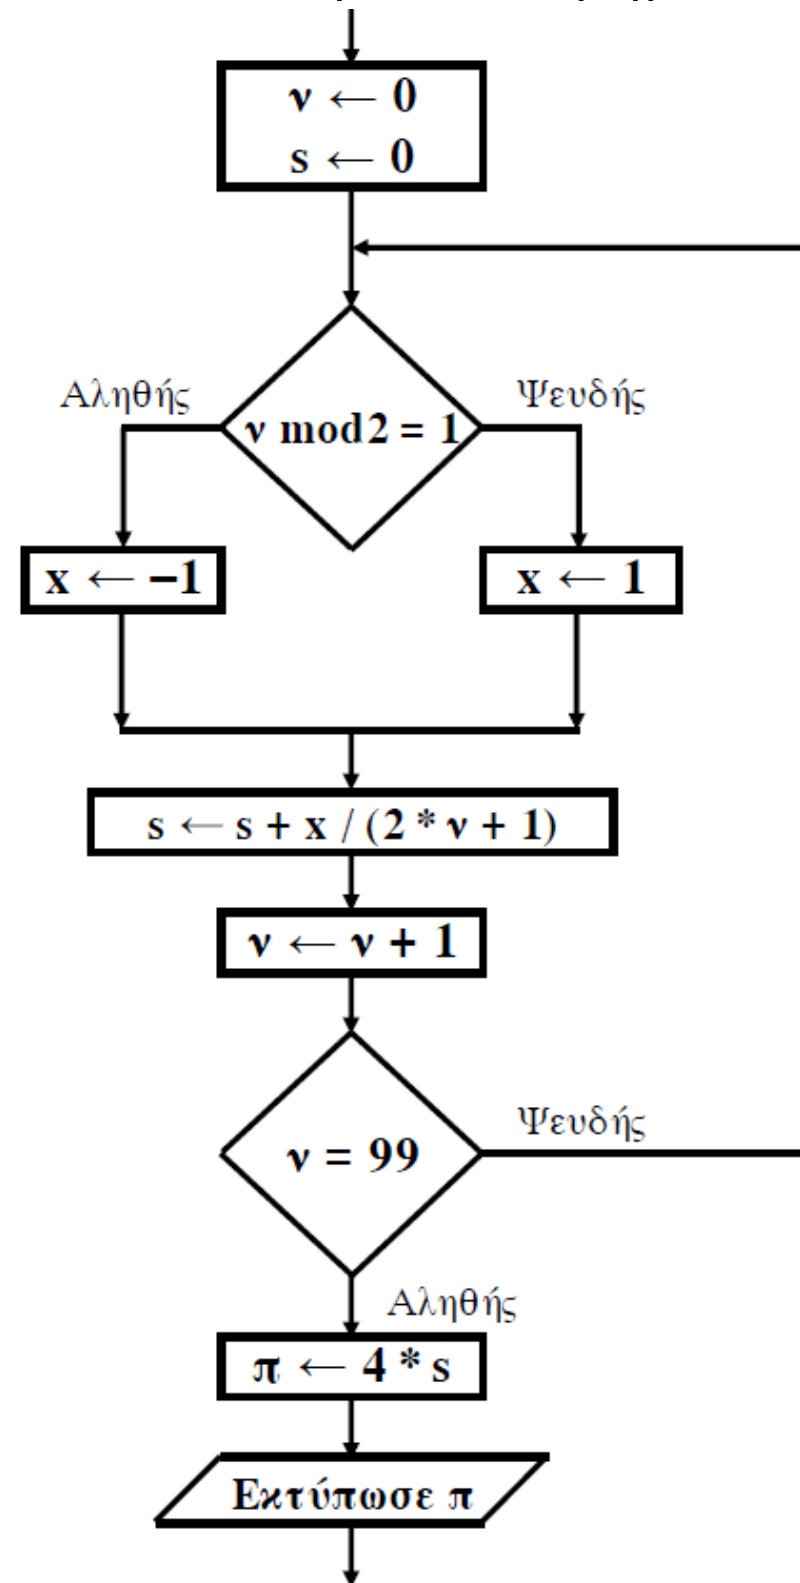 ν ← 0
s ← 0
Αληθής
Ψευδής
ν mod2 = 1
x ← –1
x ← 1
s ← s + x / (2 * ν + 1)
ν ← ν + 1
Ψευδής
ν = 99
Αληθής
π ← 4 * s
Εκτύπωσε π